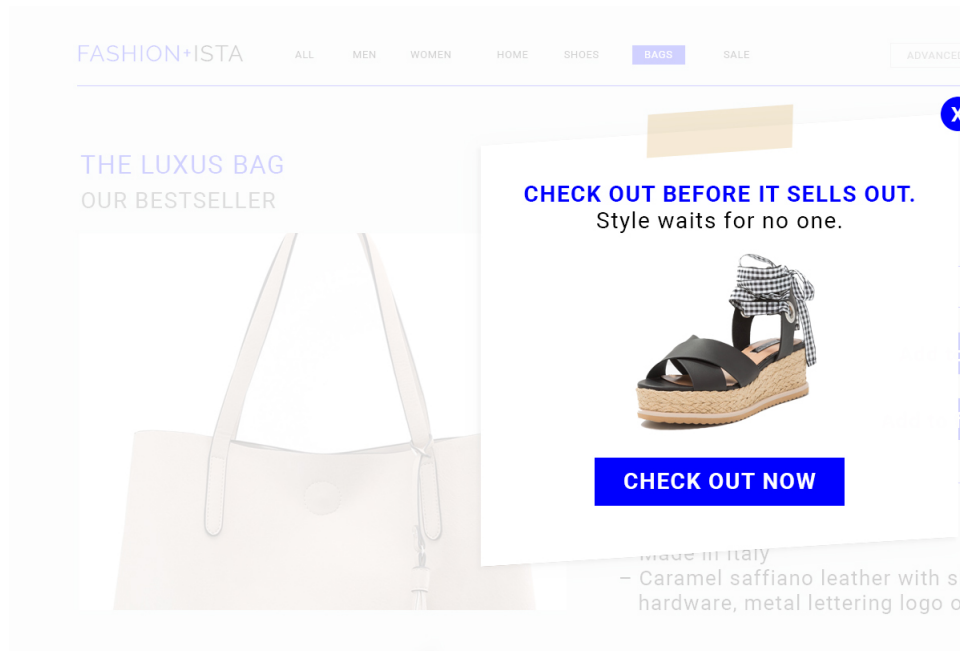 FASHION+ISTA
ALL MEN WOMEN HOME SHOES BAGS SALE
X
THE LUXUS BAG
OUR BESTSELLER
CHECK OUT BEFORE IT SELLS OUT.
Style waits for no one.
CHECK OUT NOW
Made in Italy
– Caramel saffiano leather with
hardware, metal lettering logo